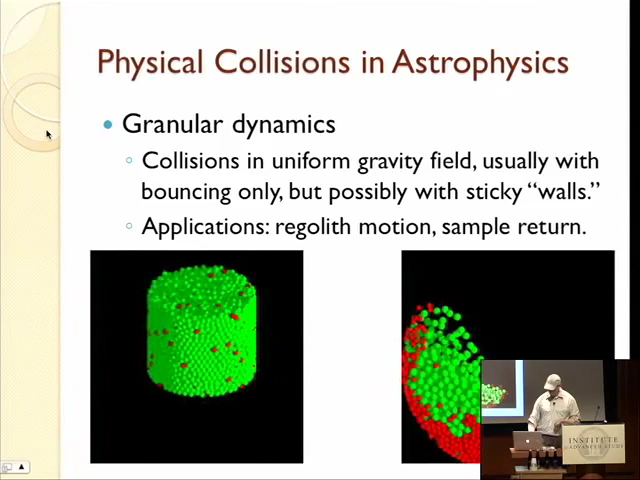 Physical Collisions in Astrophysics
Granular dynamics
Collisions in uniform gravity field, usually with
bouncing only, but possibly with sticky “walls.”
Applications: regolith motion, sample return.
INSTITUTE
ADVANCED STUDY